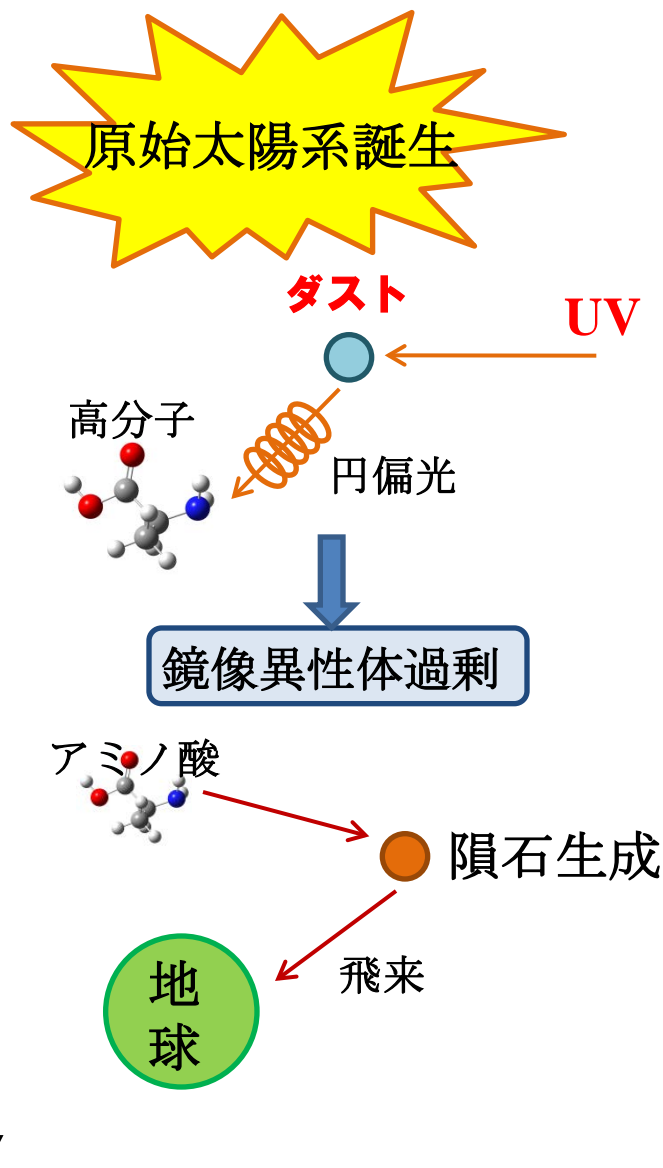 原始太陽系誕生
ダスト
UV
高分子
円偏光
鏡像異性体過剰
アミノ酸
隕石生成
飛来
地
球